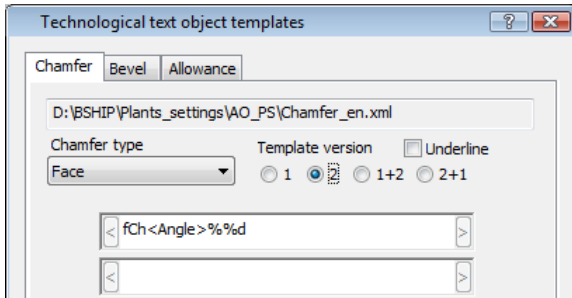 Technological text object templates
Chamfer Bevel Allowance
D:\BSHIP\Plants_settings\AO_PS\Chamfer_en.xml
Chamfer type Template version Underline
Face 1 2 1+2 2+1
< fCh<Angle>%%d >
< >